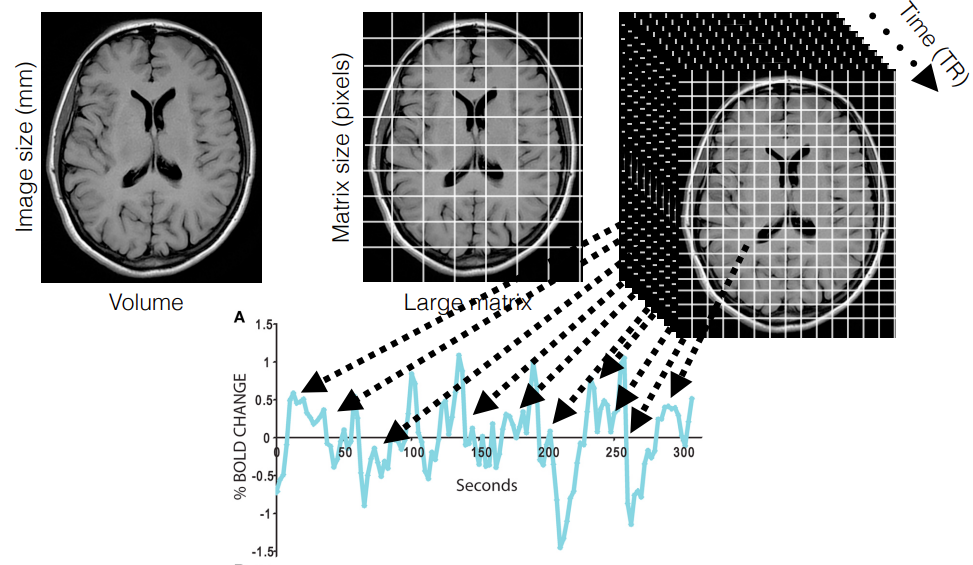 Image size (mm)
Volume
Matrix size (pixels)
Large matrix
Time (TR)
A
% BOLD CHANGE
1.5
1
0.5
0
-0.5
-1
-1.5
0
50
100
150
200
250
300
Seconds